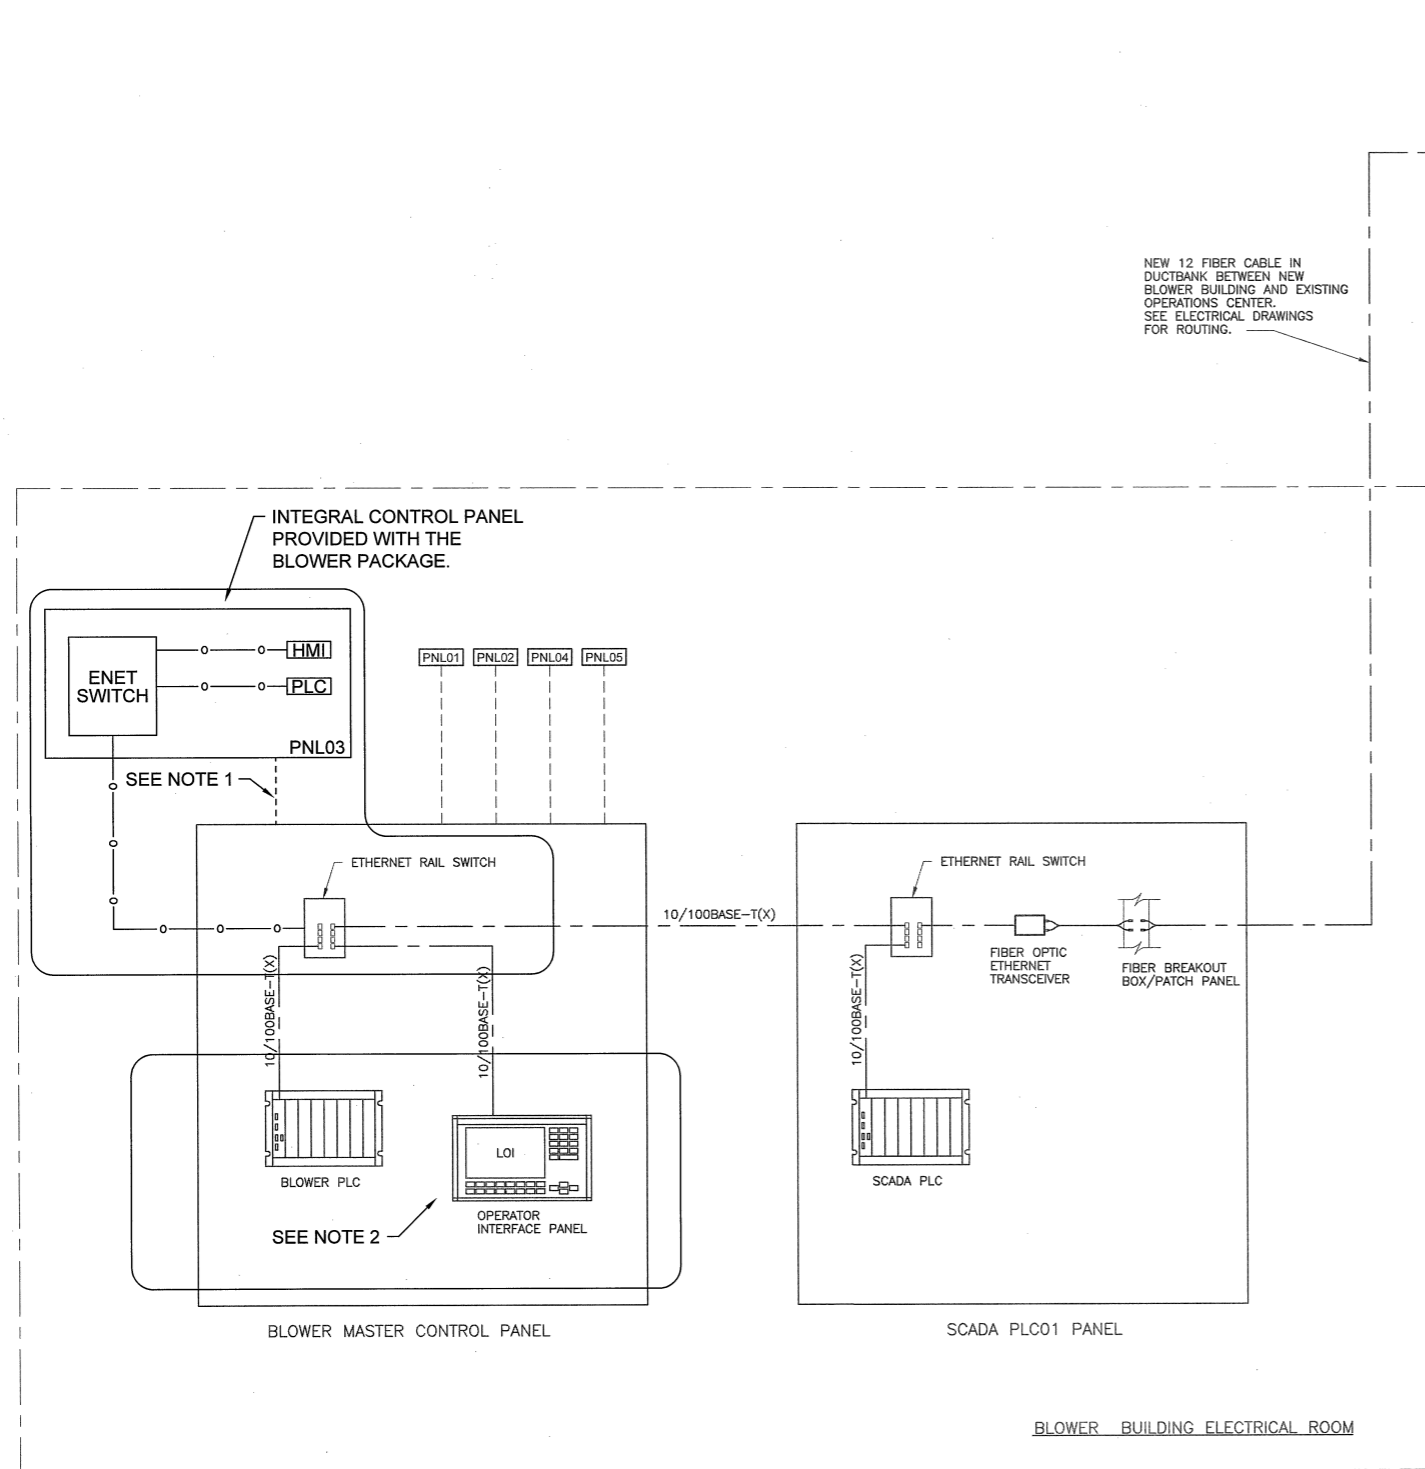 NEW 12 FIBER CABLE IN
DUCTBANK BETWEEN NEW
BLOWER BUILDING AND EXISTING
OPERATIONS CENTER.
SEE ELECTRICAL DRAWINGS
FOR ROUTING.
INTEGRAL CONTROL PANEL
PROVIDED WITH THE
BLOWER PACKAGE.
ENET
SWITCH
HMI
PLC
PNL03
PNL01
PNL02
PNL04
PNL05
SEE NOTE 1
ETHERNET RAIL SWITCH
10/100BASE-T(X)
ETHERNET RAIL SWITCH
FIBER OPTIC
ETHERNET
TRANSCEIVER
FIBER BREAKOUT
BOX/PATCH PANEL
10/100BASE-T(X)
10/100BASE-T(X)
10/100BASE-T(X)
BLOWER PLC
LOI
OPERATOR
INTERFACE PANEL
SEE NOTE 2
SCADA PLC
BLOWER MASTER CONTROL PANEL
SCADA PLC01 PANEL
BLOWER BUILDING ELECTRICAL ROOM